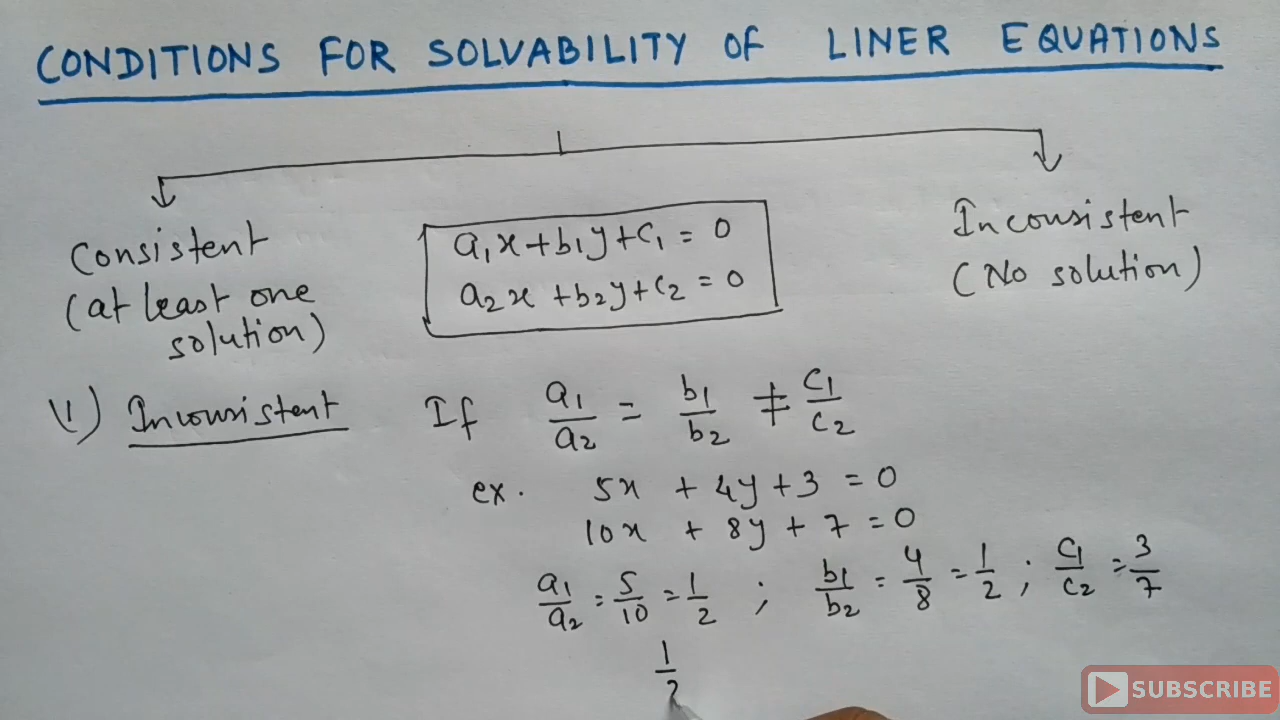 CONDITIONS FOR SOLVABILITY OF LINER EQUATIONS
Consistent
(at least one
solution)
a₁x + b₁y + c₁ = 0
a₂x + b₂y + c₂ = 0
Inconsistent
(No solution)
1) Inconsistent If a₁/a₂ = b₁/b₂ ≠ c₁/c₂
ex. 5x + 4y + 3 = 0
10x + 8y + 7 = 0
a₁/a₂ = 5/10 = 1/2 ; b₁/b₂ = 4/8 = 1/2 ; c₁/c₂ = 3/7
1/2
SUBSCRIBE